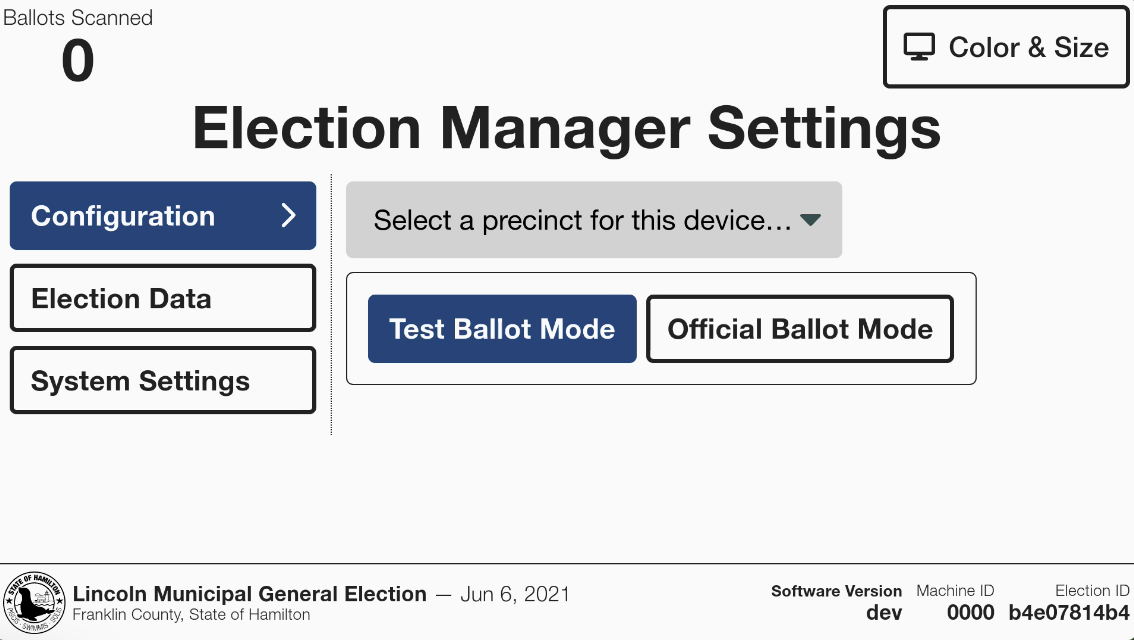 Ballots Scanned
0
Color & Size
Election Manager Settings
Configuration
Election Data
System Settings
Select a precinct for this device…
Test Ballot Mode
Official Ballot Mode
STATE OF HAMILTON
Lincoln Municipal General Election — Jun 6, 2021
Franklin County, State of Hamilton
Software Version
dev
Machine ID
0000
Election ID
b4e07814b4